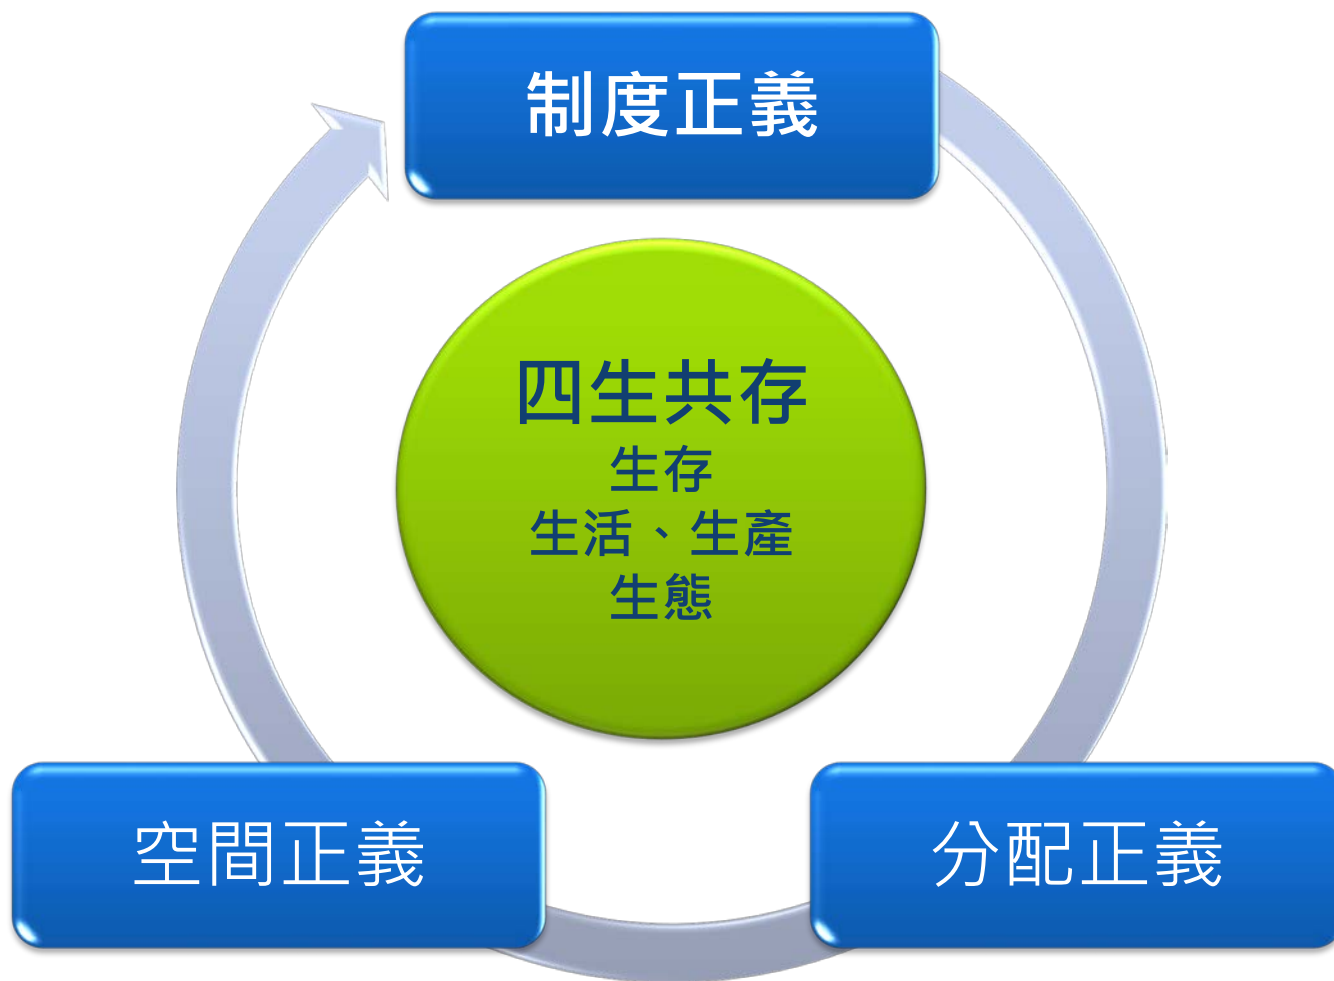 制度正義
四生共存
生存
生活、生產
生態
空間正義
分配正義